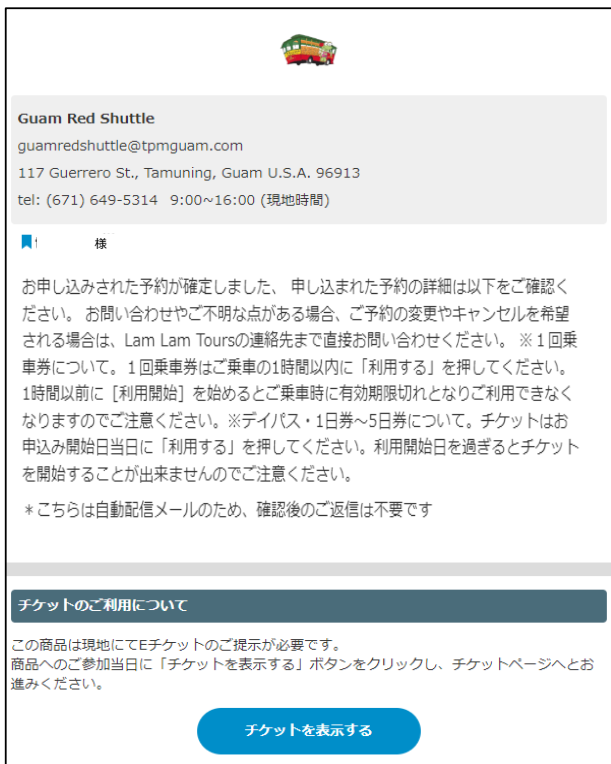 Guam Red Shuttle
guamredshuttle@tpmguam.com
117 Guerrero St., Tamuning, Guam U.S.A. 96913
tel: (671) 649-5314 9:00~16:00 (現地時間)
様
お申し込みされた予約が確定しました、 申し込まれた予約の詳細は以下をご確認く
ださい。 お問い合わせやご不明な点がある場合、ご予約の変更やキャンセルを希望
される場合は、Lam Lam Toursの連絡先まで直接お問い合わせください。 ※１回乗
車券について。１回乗車券はご乗車の1時間以内に「利用する」を押してください。
1時間以前に［利用開始］を始めるとご乗車時に有効期限切れとなりご利用できなく
なりますのでご注意ください。※デイパス・1日券～5日券について。チケットはお
申込み開始日当日に「利用する」を押してください。利用開始日を過ぎるとチケット
を開始することが出来ませんのでご注意ください。
＊こちらは自動配信メールのため、確認後のご返信は不要です
チケットのご利用について
この商品は現地にてEチケットのご提示が必要です。
商品へのご参加当日に「チケットを表示する」ボタンをクリックし、チケットページへとお
進みください。
チケットを表示する